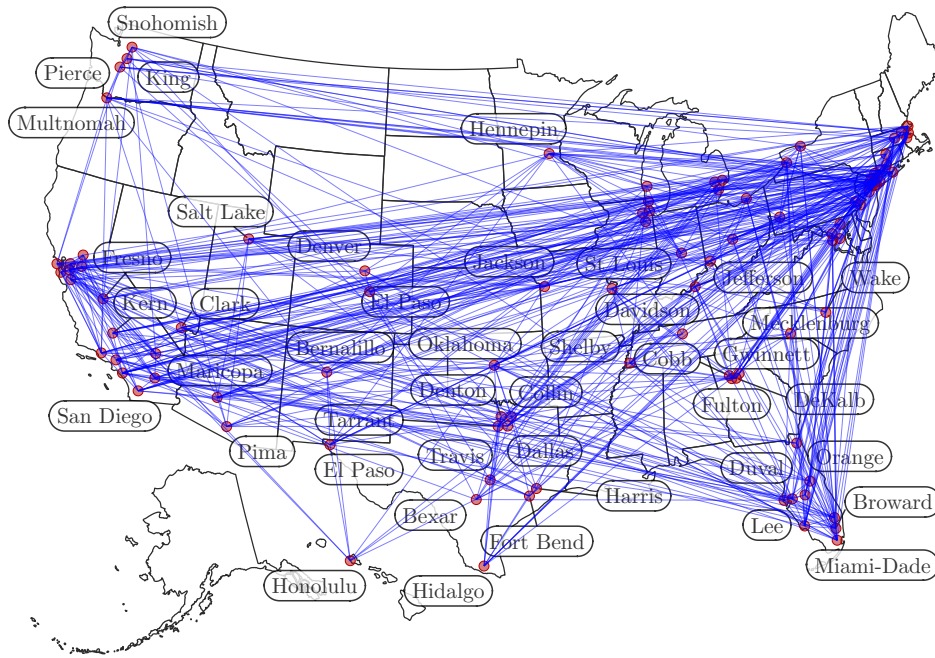 Snohomish
Pierce
King
Multnomah
Hennepin
Salt Lake
Denver
Fresno
Jackson
St. Louis
Jefferson
Wake
Kern
Clark
El Paso
Davidson
Mecklenburg
Bernalillo
Oklahoma
Shelby
Cobb
Gwinnett
Maricopa
Denton
Collin
Fulton
DeKalb
San Diego
Tarrant
Pima
El Paso
Travis
Dallas
Duval
Orange
Harris
Bexar
Lee
Broward
Fort Bend
Miami-Dade
Honolulu
Hidalgo